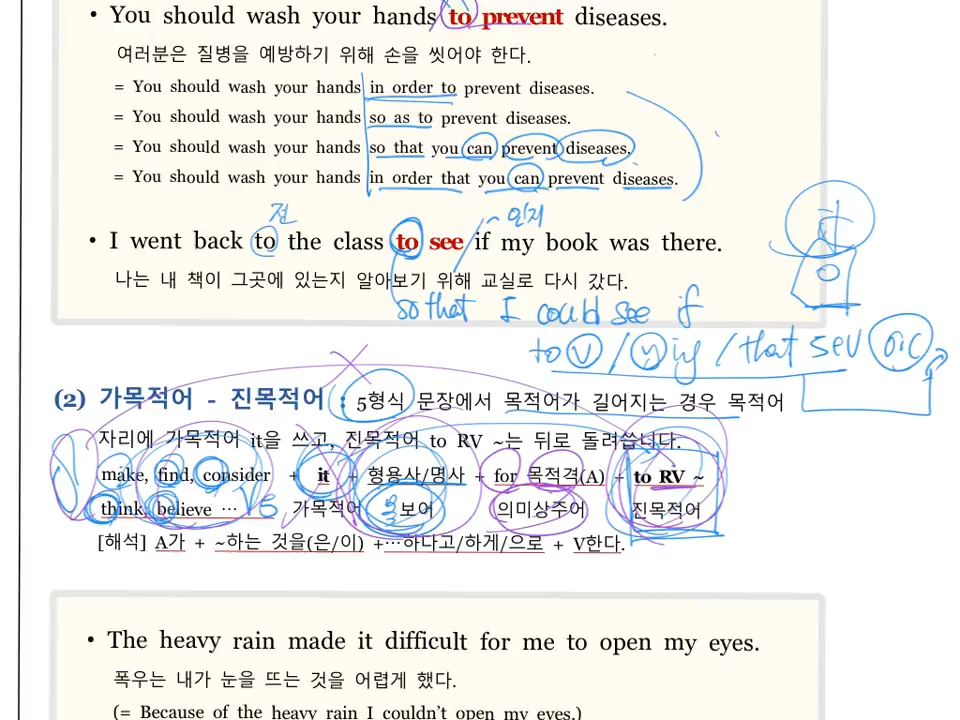 • You should wash your hands to prevent diseases.
여러분은 질병을 예방하기 위해 손을 씻어야 한다.
= You should wash your hands in order to prevent diseases.
= You should wash your hands so as to prevent diseases.
= You should wash your hands so that you can prevent diseases.
= You should wash your hands in order that you can prevent diseases.
전
• I went back to the class to see if my book was there.
나는 내 책이 그곳에 있는지 알아보기 위해 교실로 다시 갔다.
so that I could see if
to V / Ving / that SEV
(2) 가목적어 - 진목적어 : 5형식 문장에서 목적어가 길어지는 경우 목적어
자리에 가목적어 it을 쓰고, 진목적어 to RV ~는 뒤로 돌려씁니다.
make, find, consider + it + 형용사/명사 + for 목적격(A) + to RV ~
think, believe … V5 가목적어 목보어 의미상주어 진목적어
[해석] A가 + ~하는 것을(은/이) +…하다고/하게/으로 + V한다.
• The heavy rain made it difficult for me to open my eyes.
폭우는 내가 눈을 뜨는 것을 어렵게 했다.
(= Because of the heavy rain I couldn't open my eyes.)